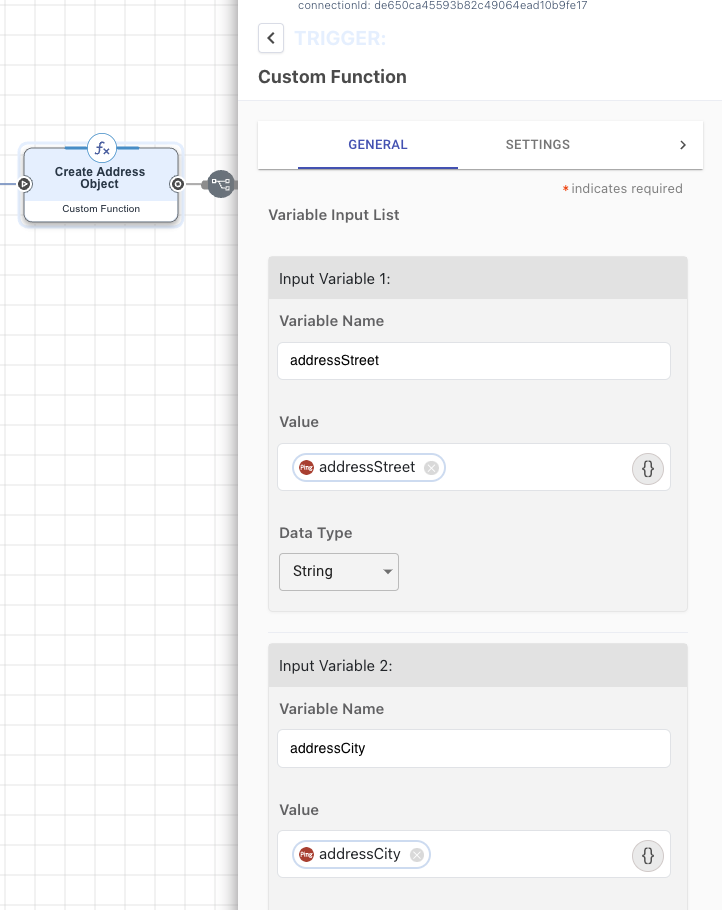 connectionId: de650ca45593b82c49064ead10b9fe17
TRIGGER:
Custom Function
GENERAL
SETTINGS
* indicates required
Variable Input List
Input Variable 1:
Variable Name
addressStreet
Value
Ping addressStreet
{}
Data Type
String
Input Variable 2:
Variable Name
addressCity
Value
Ping addressCity
{}
fx
Create Address
Object
Custom Function